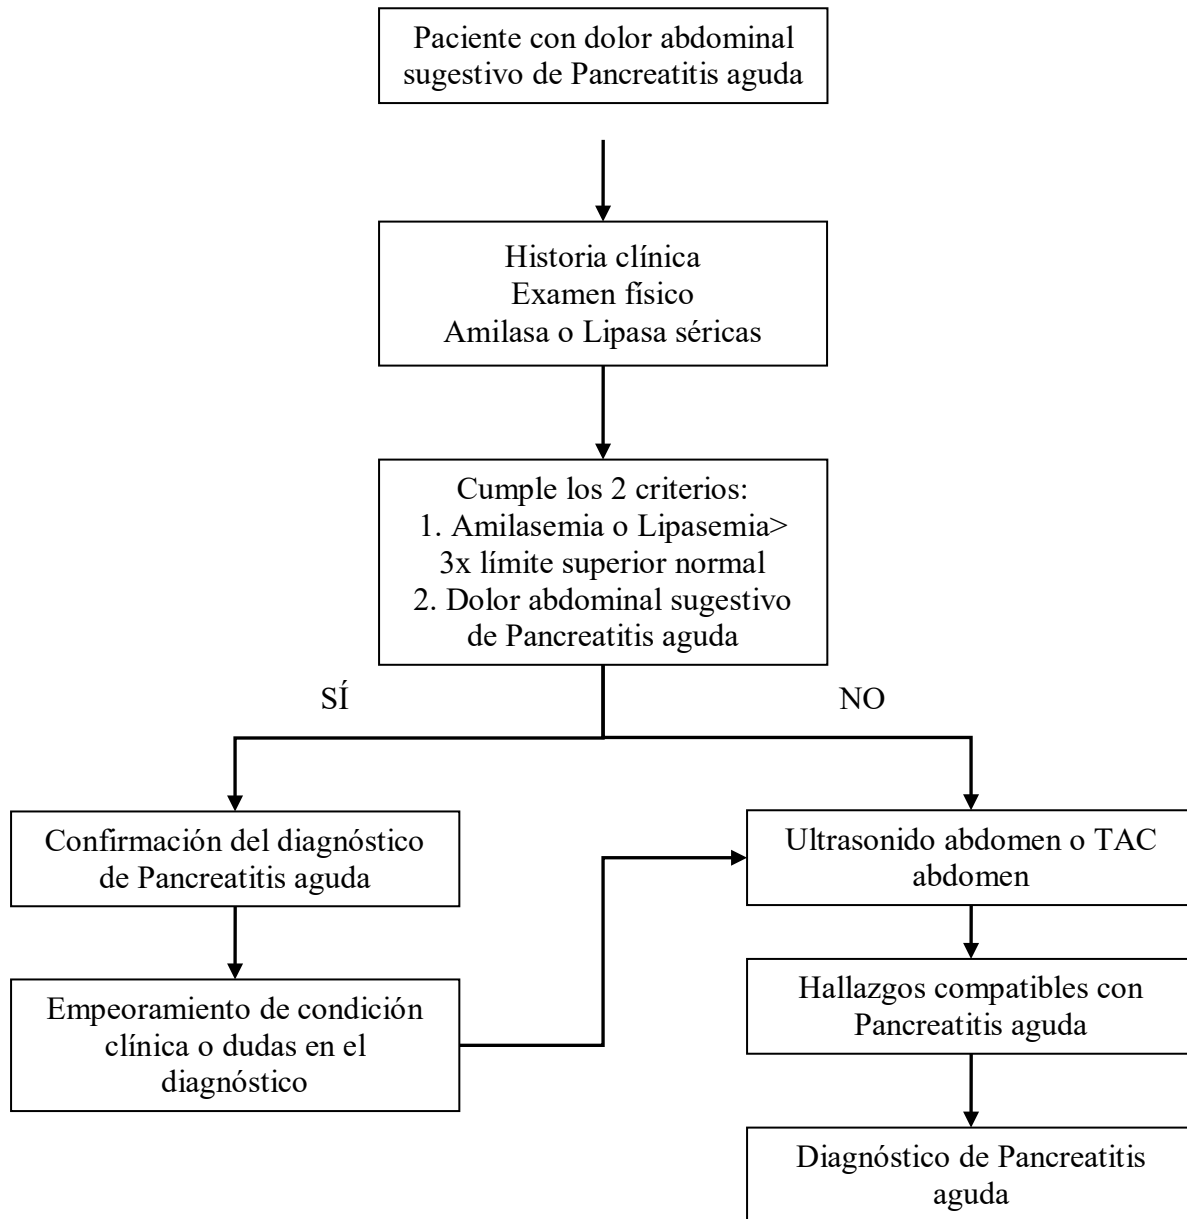 Paciente con dolor abdominal
sugestivo de Pancreatitis aguda
Historia clínica
Examen físico
Amilasa o Lipasa séricas
Cumple los 2 criterios:
1. Amilasemia o Lipasemia>
3x límite superior normal
2. Dolor abdominal sugestivo
de Pancreatitis aguda
SÍ
NO
Confirmación del diagnóstico
de Pancreatitis aguda
Ultrasonido abdomen o TAC
abdomen
Empeoramiento de condición
clínica o dudas en el
diagnóstico
Hallazgos compatibles con
Pancreatitis aguda
Diagnóstico de Pancreatitis
aguda